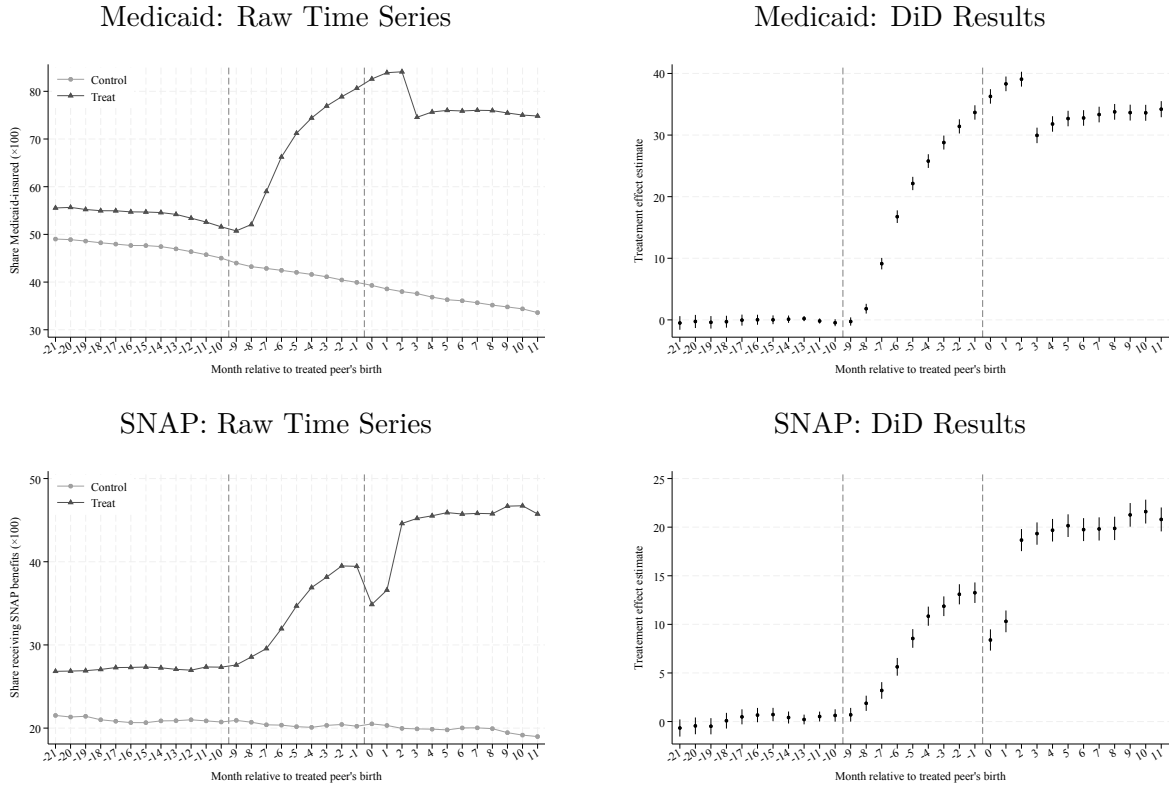 Medicaid: Raw Time Series
Control
Treat
Share Medicaid-insured (×100)
80
70
60
50
40
30
-21 -20 -19 -18 -17 -16 -15 -14 -13 -12 -11 -10 -9 -8 -7 -6 -5 -4 -3 -2 -1 0 1 2 3 4 5 6 7 8 9 10 11
Month relative to treated peer's birth
Medicaid: DiD Results
Treatement effect estimate
40
30
20
10
0
-21 -20 -19 -18 -17 -16 -15 -14 -13 -11 -10 -9 -8 -7 -6 -5 -4 -3 -2 -1 0 1 2 3 4 5 6 7 8 9 10 11
Month relative to treated peer's birth
SNAP: Raw Time Series
Control
Treat
Share receiving SNAP benefits (×100)
50
40
30
20
-21 -20 -19 -18 -17 -16 -15 -14 -13 -12 -11 -10 -9 -8 -7 -6 -5 -4 -3 -2 -1 0 1 2 3 4 5 6 7 8 9 10 11
Month relative to treated peer's birth
SNAP: DiD Results
Treatement effect estimate
25
20
15
10
5
0
-21 -20 -19 -18 -17 -16 -15 -14 -13 -11 -10 -9 -8 -7 -6 -5 -4 -3 -2 -1 0 1 2 3 4 5 6 7 8 9 10 11
Month relative to treated peer's birth